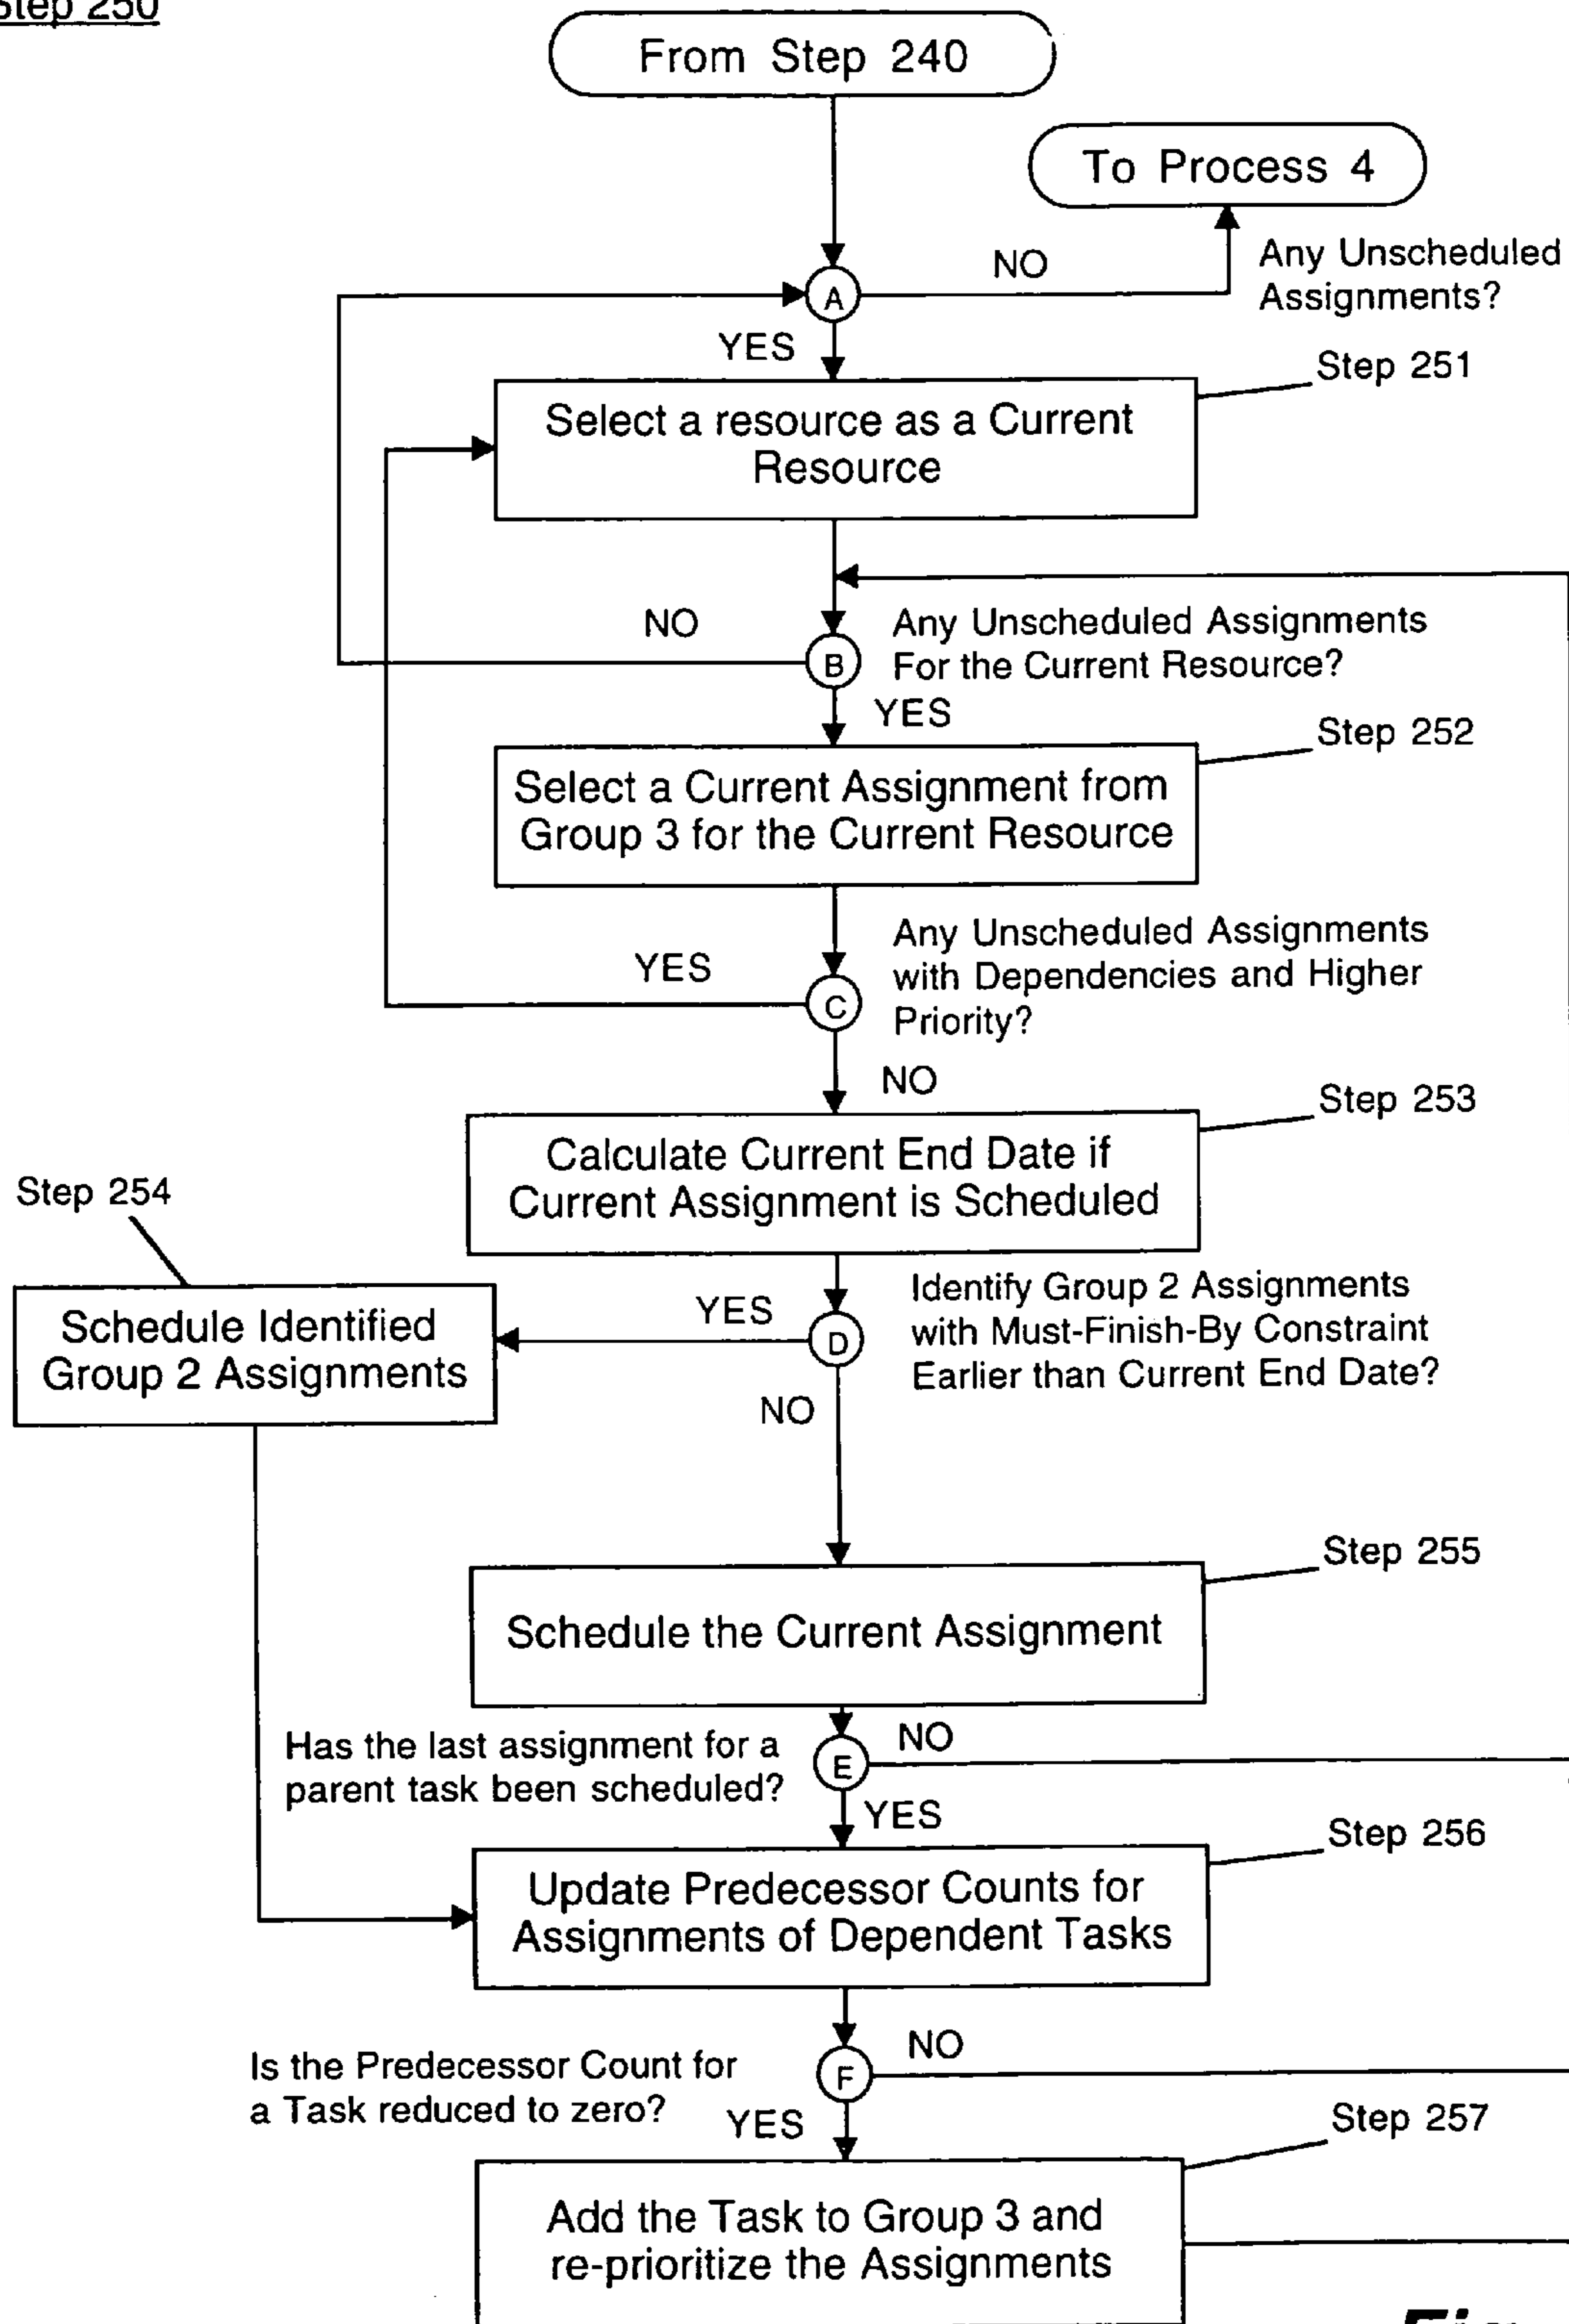 Step 250
From Step 240
To Process 4
NO
Any Unscheduled
Assignments?
A
YES
Step 251
Select a resource as a Current
Resource
NO
Any Unscheduled Assignments
For the Current Resource?
B
YES
Step 252
Select a Current Assignment from
Group 3 for the Current Resource
Any Unscheduled Assignments
with Dependencies and Higher
Priority?
YES
C
NO
Step 253
Calculate Current End Date if
Current Assignment is Scheduled
Step 254
Schedule Identified
Group 2 Assignments
YES
D
Identify Group 2 Assignments
with Must-Finish-By Constraint
Earlier than Current End Date?
NO
Step 255
Schedule the Current Assignment
Has the last assignment for a
parent task been scheduled?
E
NO
YES
Step 256
Update Predecessor Counts for
Assignments of Dependent Tasks
Is the Predecessor Count for
a Task reduced to zero?
F
NO
YES
Step 257
Add the Task to Group 3 and
re-prioritize the Assignments